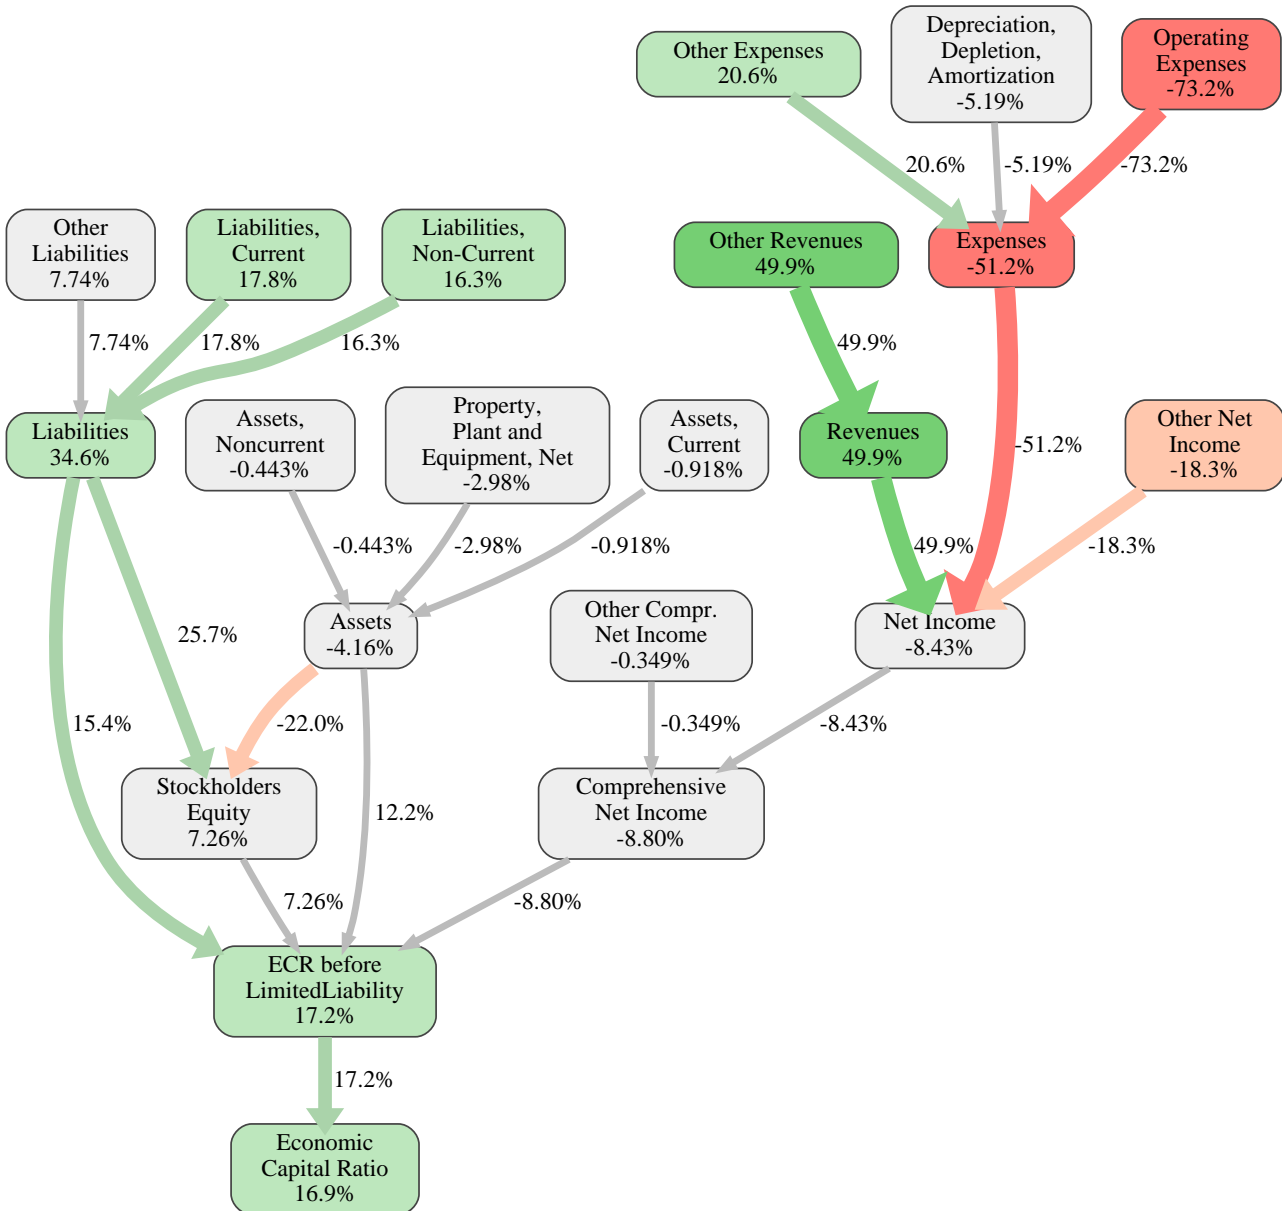 Other Expenses
20.6%
Depreciation,
Depletion,
Amortization
-5.19%
Operating
Expenses
-73.2%
20.6%
-5.19%
-73.2%
Other
Liabilities
7.74%
Liabilities,
Current
17.8%
Liabilities,
Non-Current
16.3%
Other Revenues
49.9%
Expenses
-51.2%
7.74%
17.8%
16.3%
49.9%
-51.2%
Liabilities
34.6%
Assets,
Noncurrent
-0.443%
Property,
Plant and
Equipment, Net
-2.98%
Assets,
Current
-0.918%
Revenues
49.9%
Other Net
Income
-18.3%
-0.443%
-2.98%
-0.918%
49.9%
-18.3%
25.7%
Assets
-4.16%
Other Compr.
Net Income
-0.349%
Net Income
-8.43%
15.4%
-22.0%
12.2%
-0.349%
-8.43%
Stockholders
Equity
7.26%
Comprehensive
Net Income
-8.80%
7.26%
-8.80%
ECR before
LimitedLiability
17.2%
17.2%
Economic
Capital Ratio
16.9%